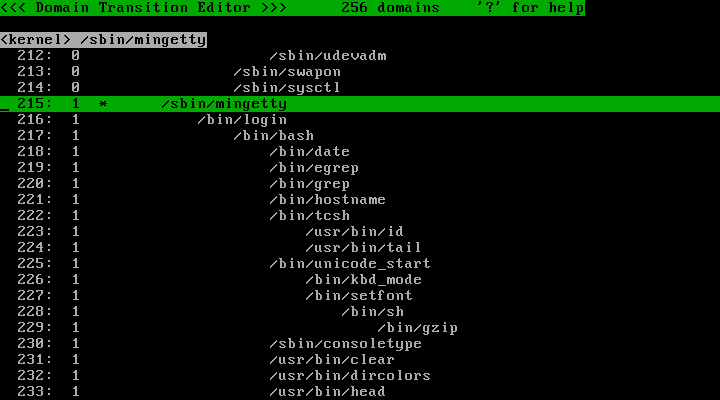 <<< Domain Transition Editor >>>      256 domains    '?' for help
<kernel> /sbin/mingetty
212:  0                     /sbin/udevadm
213:  0                 /sbin/swapon
214:  0                 /sbin/sysctl
_ 215:  1  *      /sbin/mingetty
216:  1             /bin/login
217:  1                 /bin/bash
218:  1                     /bin/date
219:  1                     /bin/egrep
220:  1                     /bin/grep
221:  1                     /bin/hostname
222:  1                     /bin/tcsh
223:  1                         /usr/bin/id
224:  1                         /usr/bin/tail
225:  1                     /bin/unicode_start
226:  1                         /bin/kbd_mode
227:  1                         /bin/setfont
228:  1                             /bin/sh
229:  1                                 /bin/gzip
230:  1                     /sbin/consoletype
231:  1                     /usr/bin/clear
232:  1                     /usr/bin/dircolors
233:  1                     /usr/bin/head